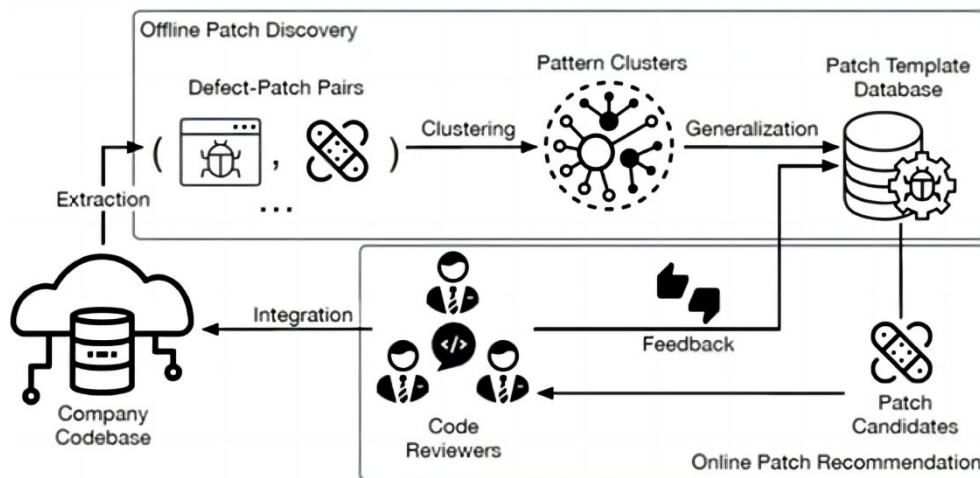 Offline Patch Discovery
Defect-Patch Pairs
Pattern Clusters
Patch Template
Database
( , )
Clustering
Generalization
Extraction
...
Integration
</>
Feedback
Company
Codebase
Code
Reviewers
Patch
Candidates
Online Patch Recommendation